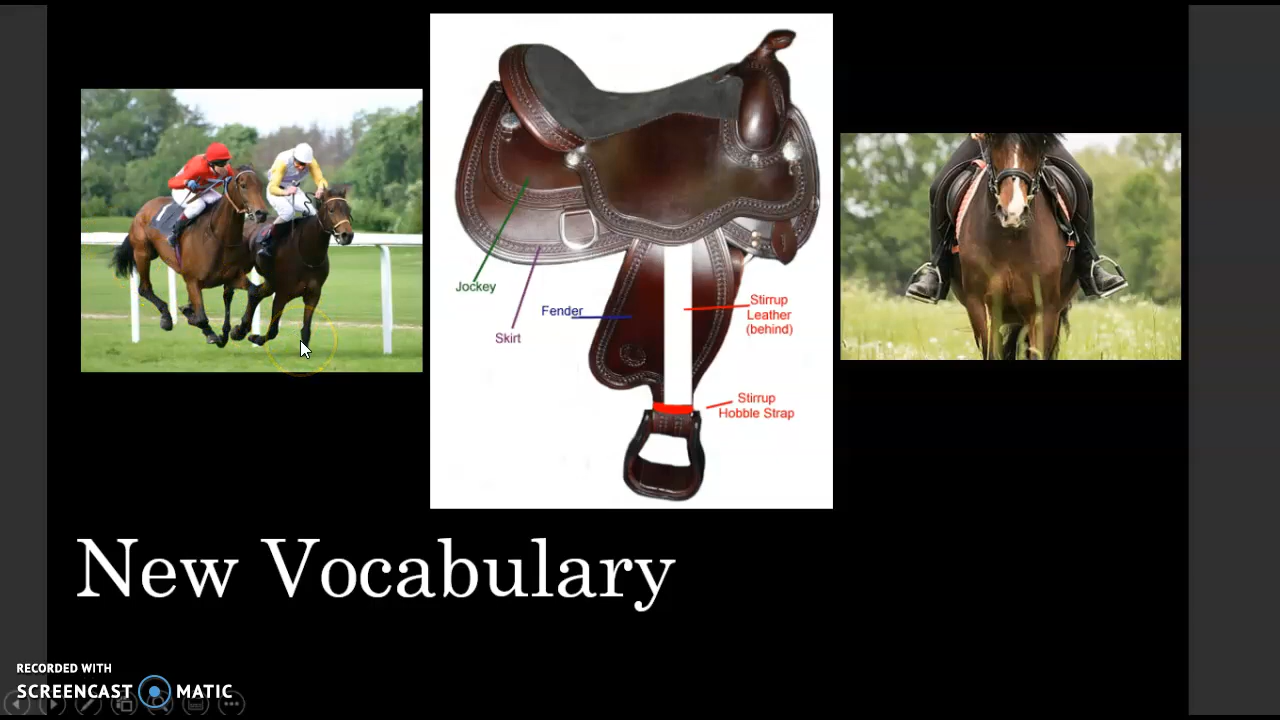 Jockey
Skirt
Fender
Stirrup
Leather
(behind)
Stirrup
Hobble Strap
New Vocabulary
RECORDED WITH
SCREENCAST MATIC